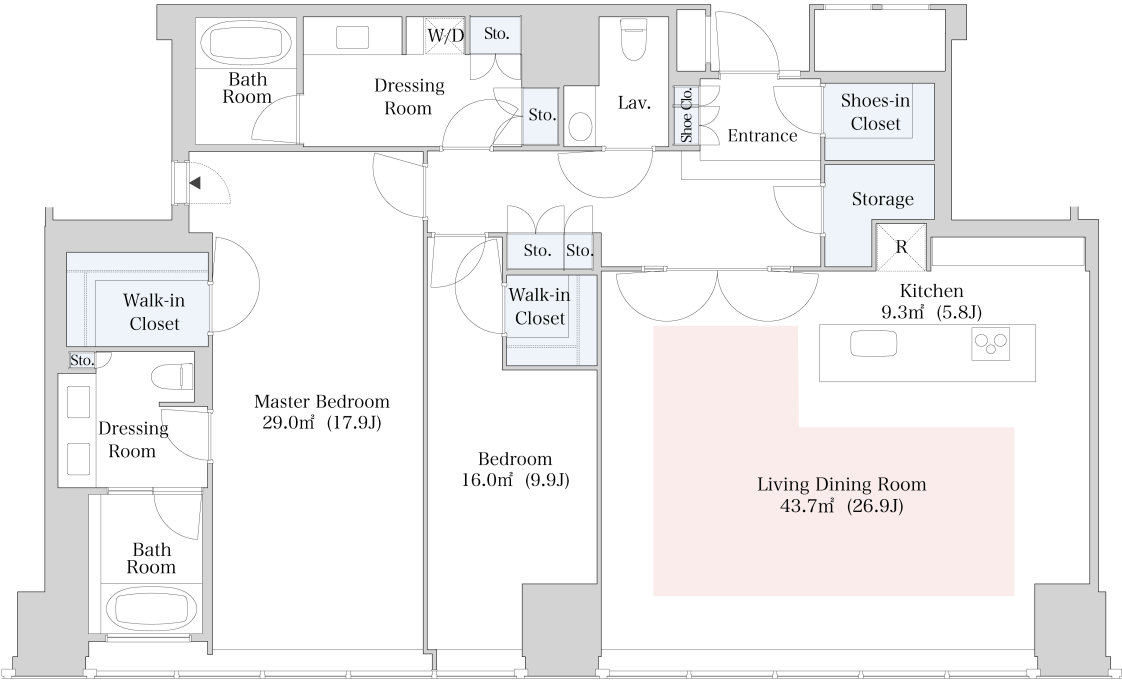 W/D
Sto.
Bath
Room
Dressing
Room
Sto.
Lav.
Shoe Clo.
Entrance
Shoes-in
Closet
Storage
R
Sto.
Sto.
Walk-in
Closet
Walk-in
Closet
Kitchen
9.3㎡ (5.8J)
Sto.
Dressing
Room
Master Bedroom
29.0㎡ (17.9J)
Bedroom
16.0㎡ (9.9J)
Living Dining Room
43.7㎡ (26.9J)
Bath
Room